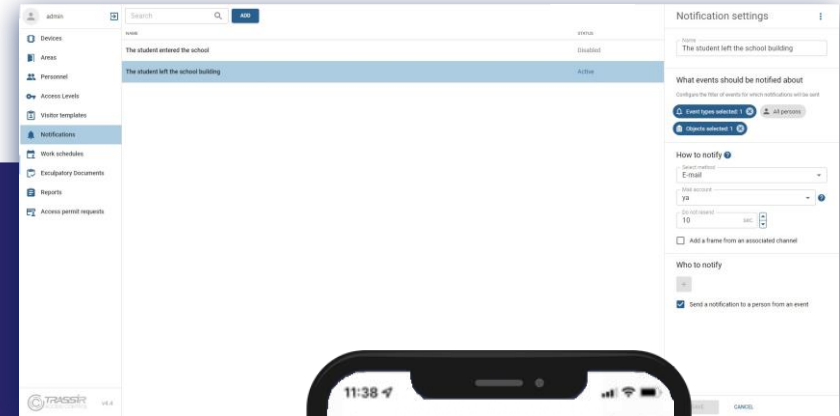 admin
Devices
Areas
Personnel
Access Levels
Visitor templates
Notifications
Work schedules
Exculpatory Documents
Reports
Access permit requests
TRASSIR
v4.4
Search
ADD
NAME
STATUS
The student entered the school
Disabled
The student left the school building
Active
Notification settings
Name
The student left the school building
What events should be notified about
Configure the filter of events for which notifications will be sent
Event types selected: 1
All persons
Objects selected: 1
How to notify
Select method
E-mail
Mail account
ya
Do not resend
10 sec.
Add a frame from an associated channel
Who to notify
+
Send a notification to a person from an event
CANCEL
11:38